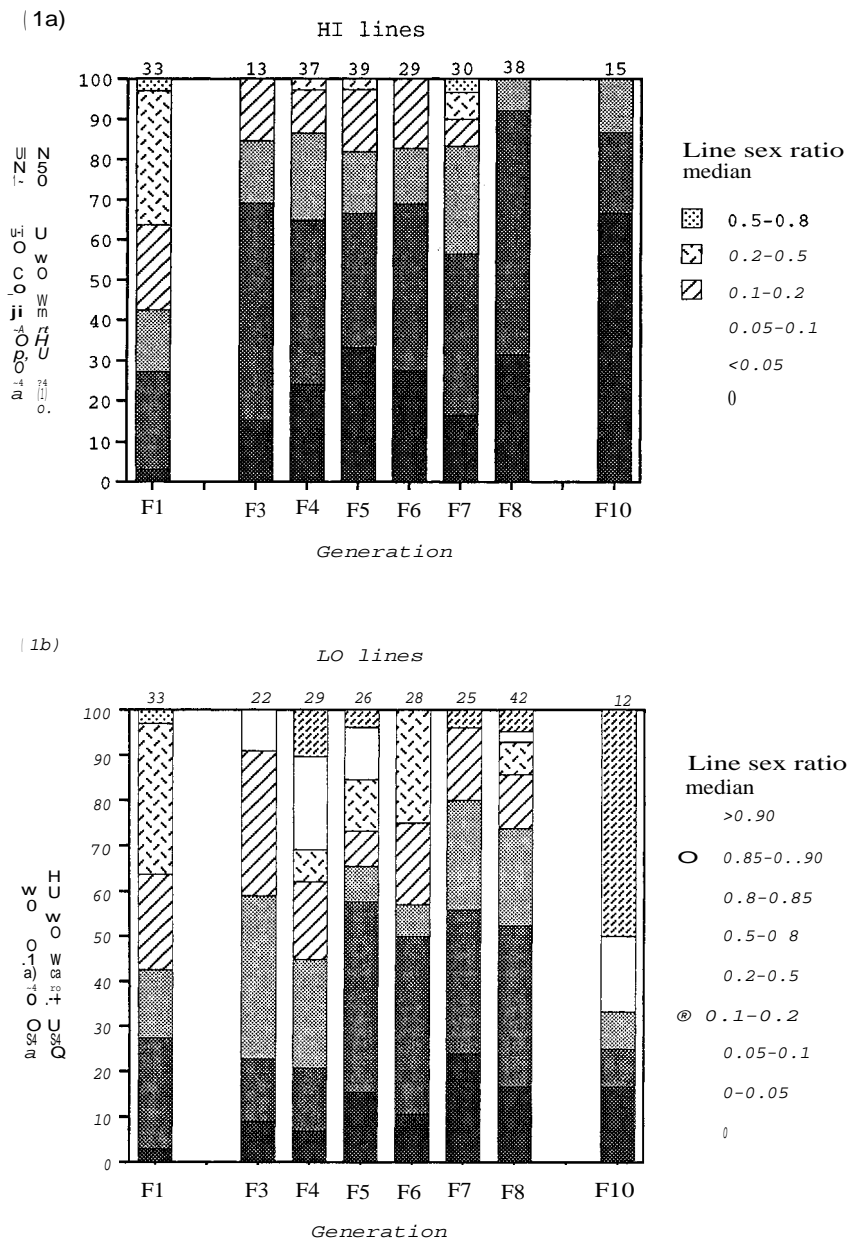 (1a)
HI lines
33 13 37 39 29 30 38 15
100
90
80
70
60
50
40
30
20
10
0
F1 F3 F4 F5 F6 F7 F8 F10
Generation
Line sex ratio
median
0.5-0.8
0.2-0.5
0.1-0.2
0.05-0.1
<0.05
0
1b)
LO lines
33 22 29 26 28 25 42 12
100
90
80
70
60
50
40
30
20
10
0
F1 F3 F4 F5 F6 F7 F8 F10
Generation
Line sex ratio
median
>0.90
0.85-0..90
0.8-0.85
0.5-0 8
0.2-0.5
® 0.1-0.2
0.05-0.1
0-0.05
0